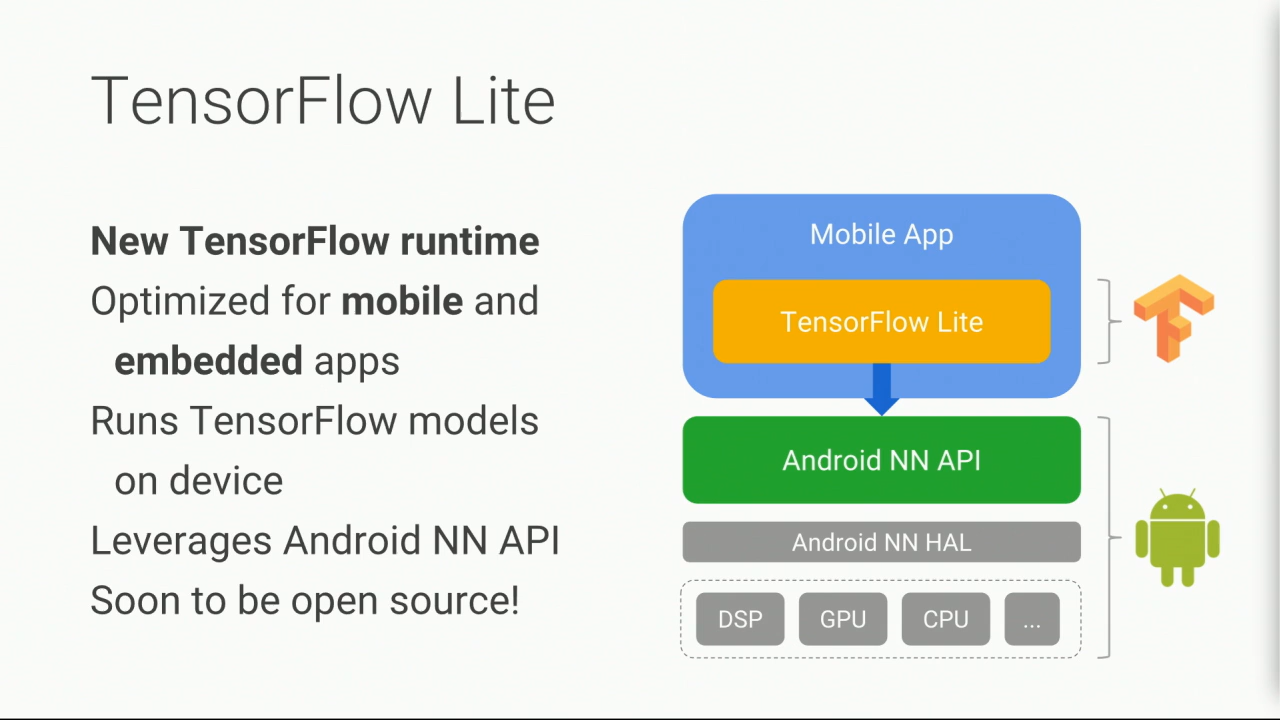 TensorFlow Lite
New TensorFlow runtime
Optimized for mobile and
embedded apps
Runs TensorFlow models
on device
Leverages Android NN API
Soon to be open source!
Mobile App
TensorFlow Lite
Android NN API
Android NN HAL
DSP GPU CPU ...